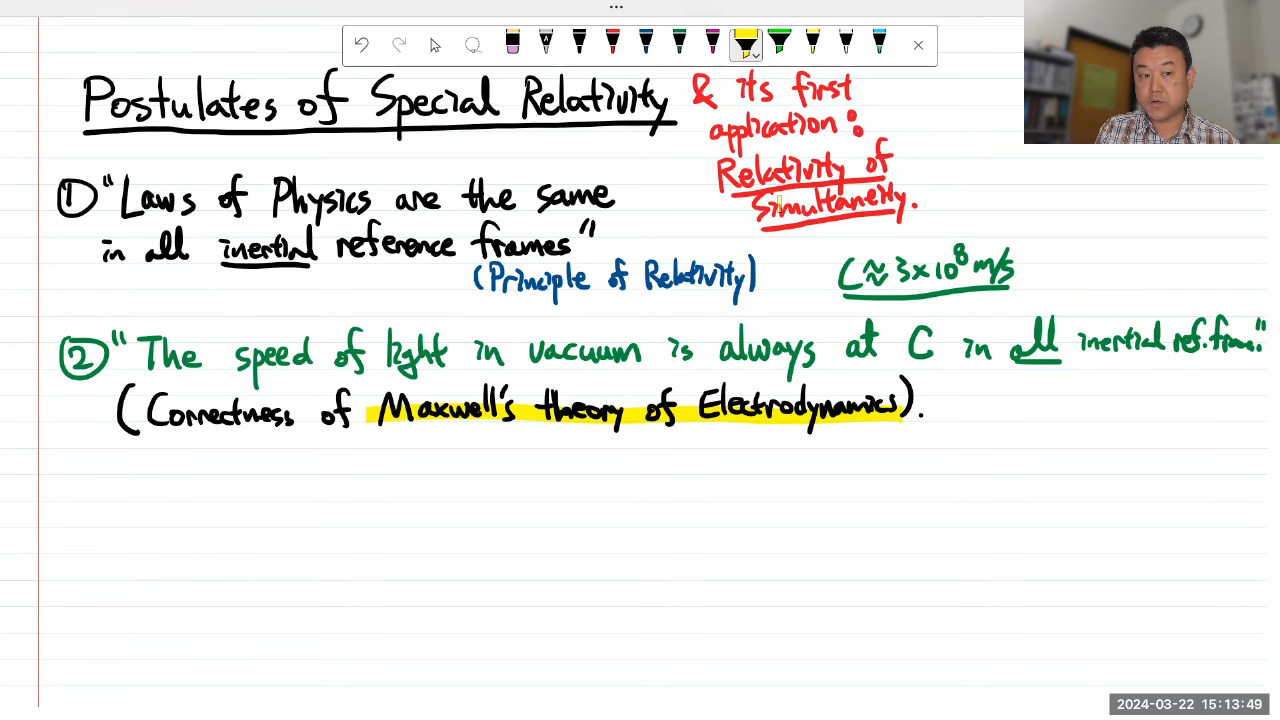 Postulates of Special Relativity
& its first
application:
Relativity of
Simultaneity.
① "Laws of Physics are the same
in all inertial reference frames"
(Principle of Relativity)
C ≈ 3×10⁸ m/s
② "The speed of light in vacuum is always at C in all inertial ref. fram."
(Correctness of Maxwell's theory of Electrodynamics).
2024-03-22 15:13:49